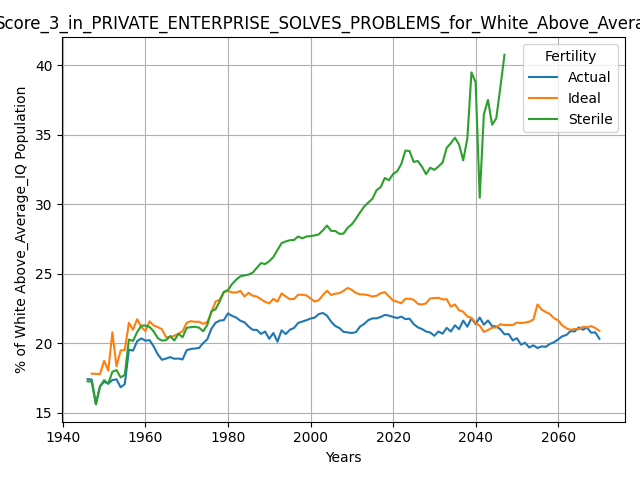 Score_3_in_PRIVATE_ENTERPRISE_SOLVES_PROBLEMS_for_White_Above_Avera
Fertility
Actual
Ideal
Sterile
% of White Above_Average_IQ Population
40
35
30
25
20
15
1940 1960 1980 2000 2020 2040 2060
Years